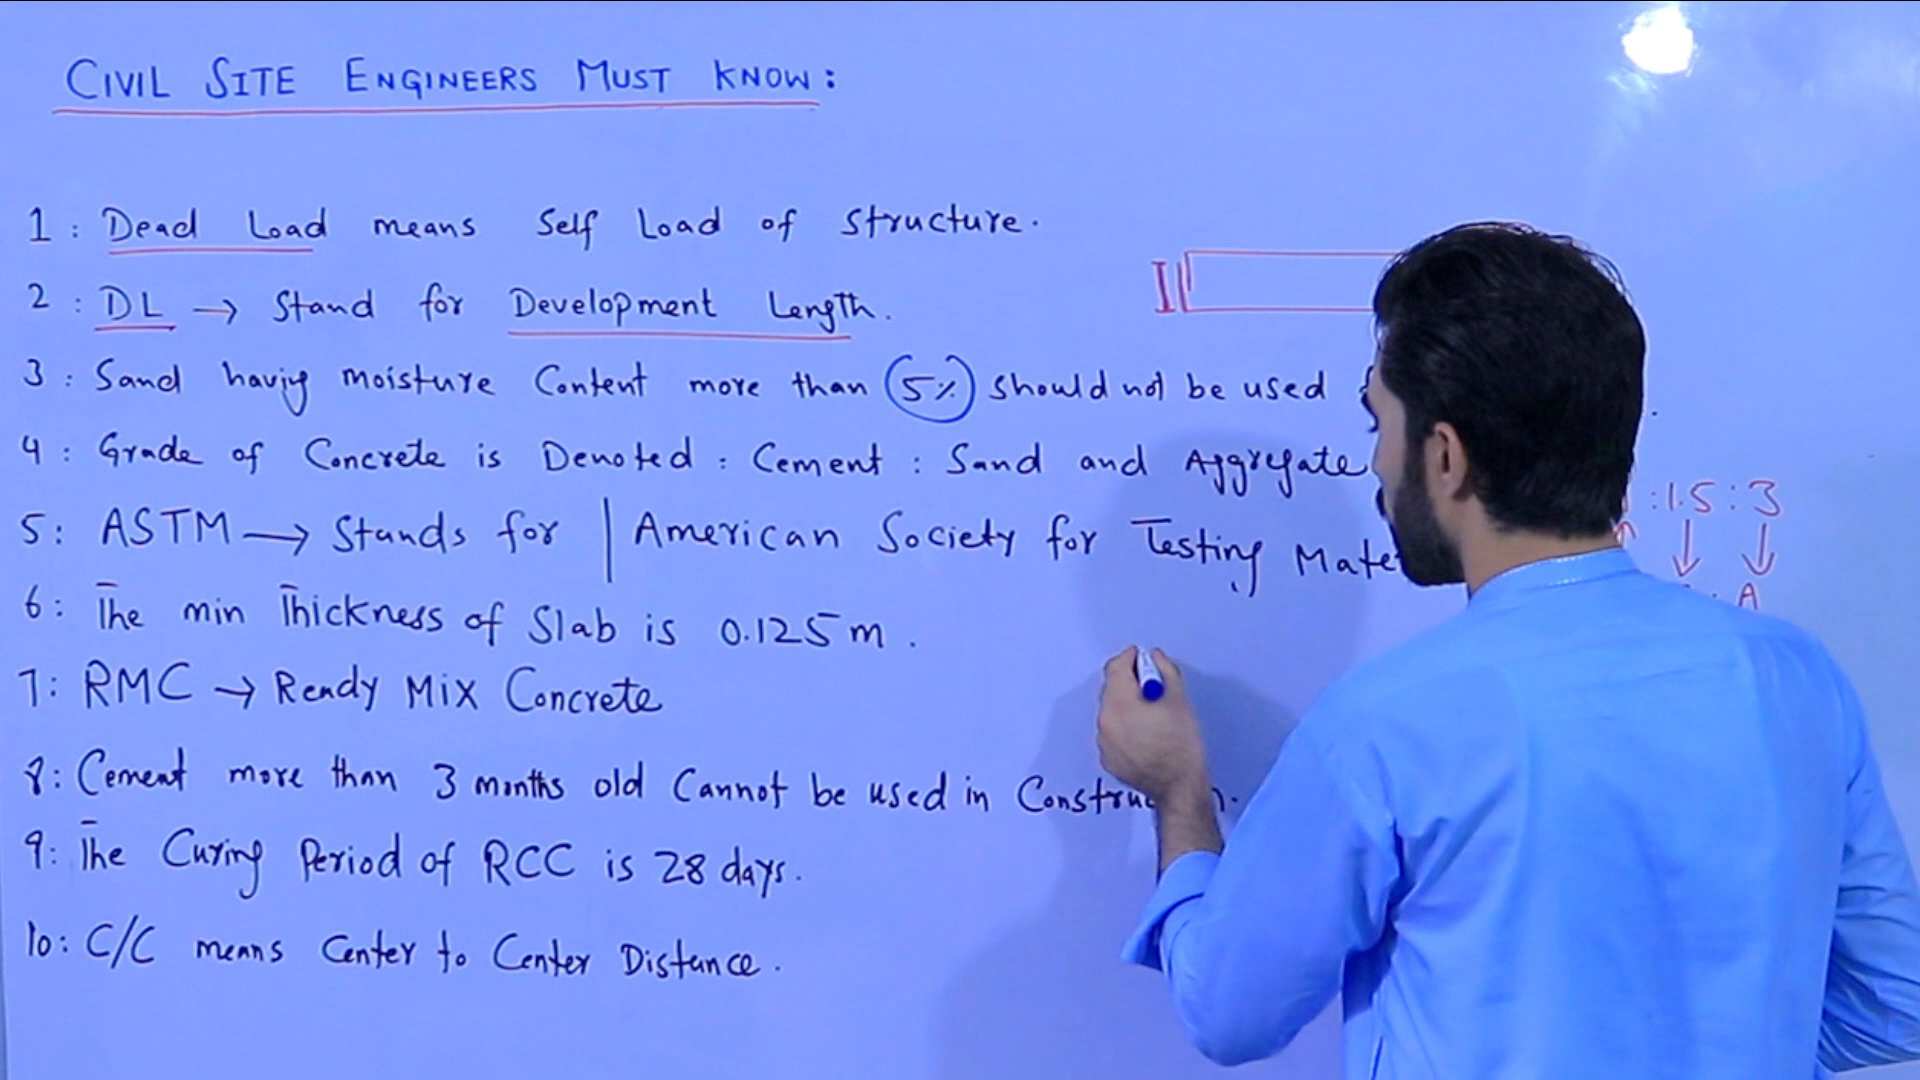 CIVIL SITE ENGINEERS MUST KNOW:
1: Dead Load means Self Load of Structure.
2: DL → Stand for Development Length.
3: Sand having moisture Content more than 5% should not be used
4: Grade of Concrete is Denoted: Cement: Sand and Aggregate
:1.5:3
5: ASTM → Stands for | American Society for Testing Mate
A
6: The min Thickness of Slab is 0.125m.
7: RMC → Ready Mix Concrete
8: Cement more than 3 months old Cannot be used in Constru n.
9: The Curing Period of RCC is 28 days.
10: C/C means Center to Center Distance.